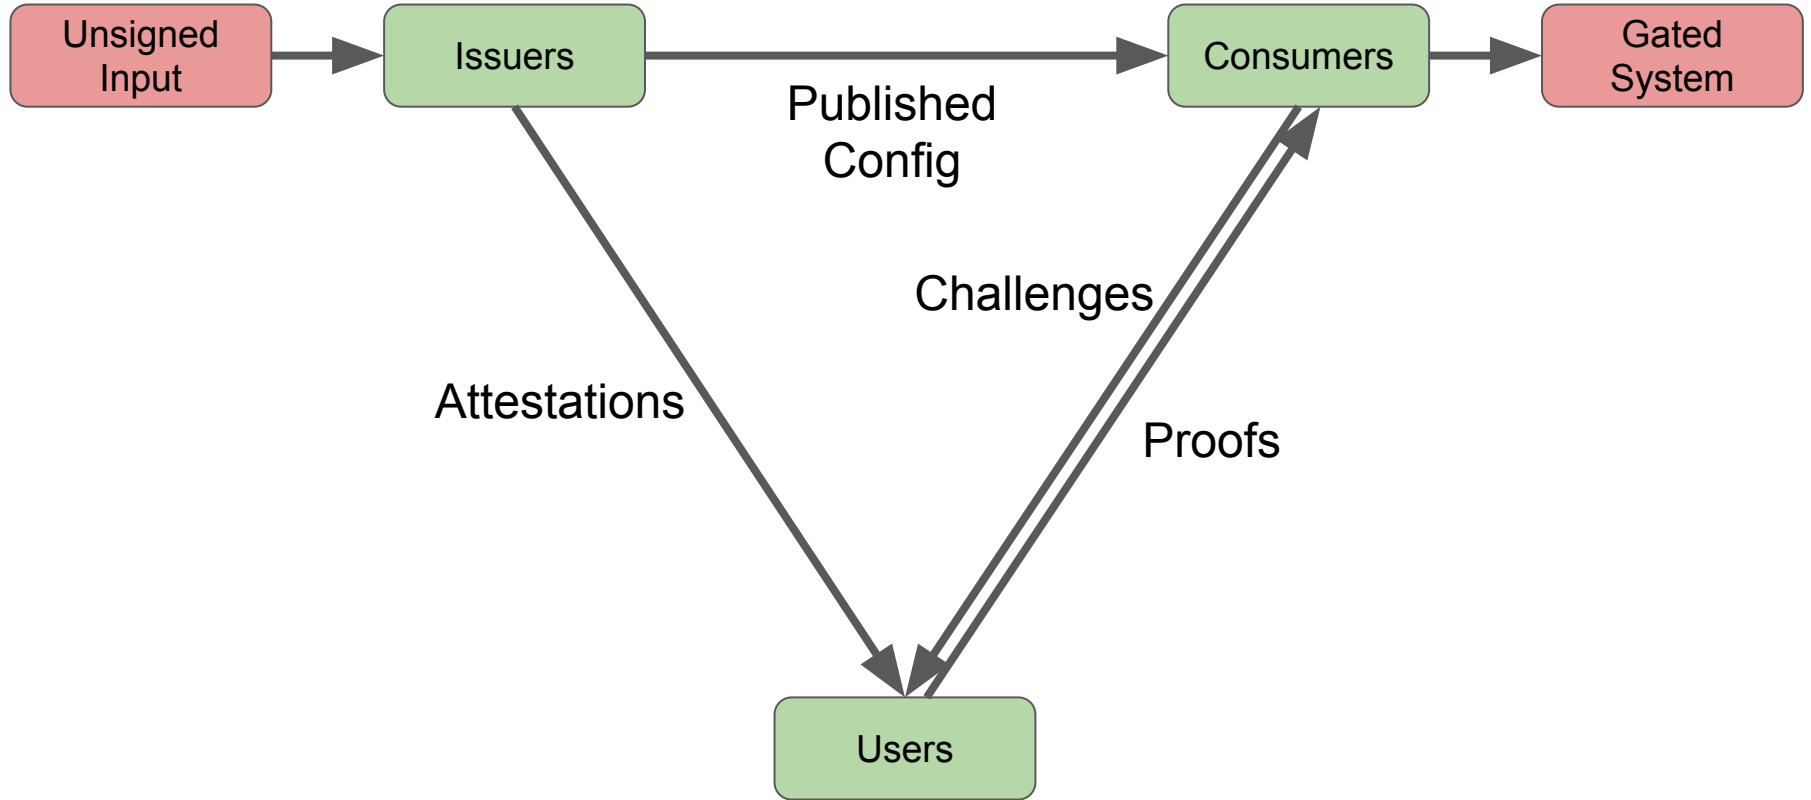 Unsigned
Input
Issuers
Consumers
Gated
System
Published
Config
Challenges
Attestations
Proofs
Users